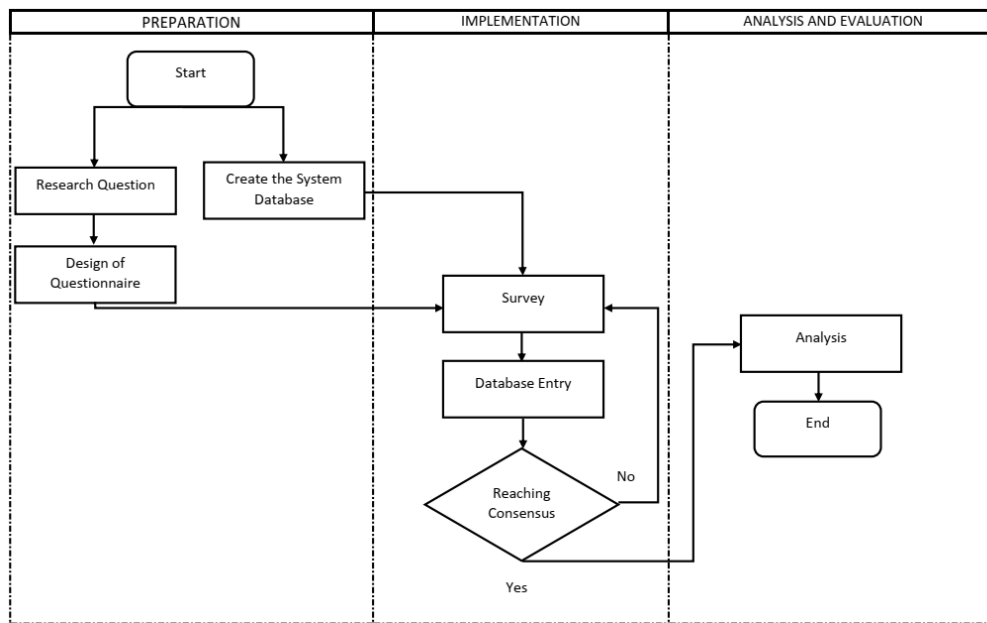 PREPARATION
IMPLEMENTATION
ANALYSIS AND EVALUATION
Start
Research Question
Create the System
Database
Design of
Questionnaire
Survey
Database Entry
Reaching
Consensus
No
Yes
Analysis
End